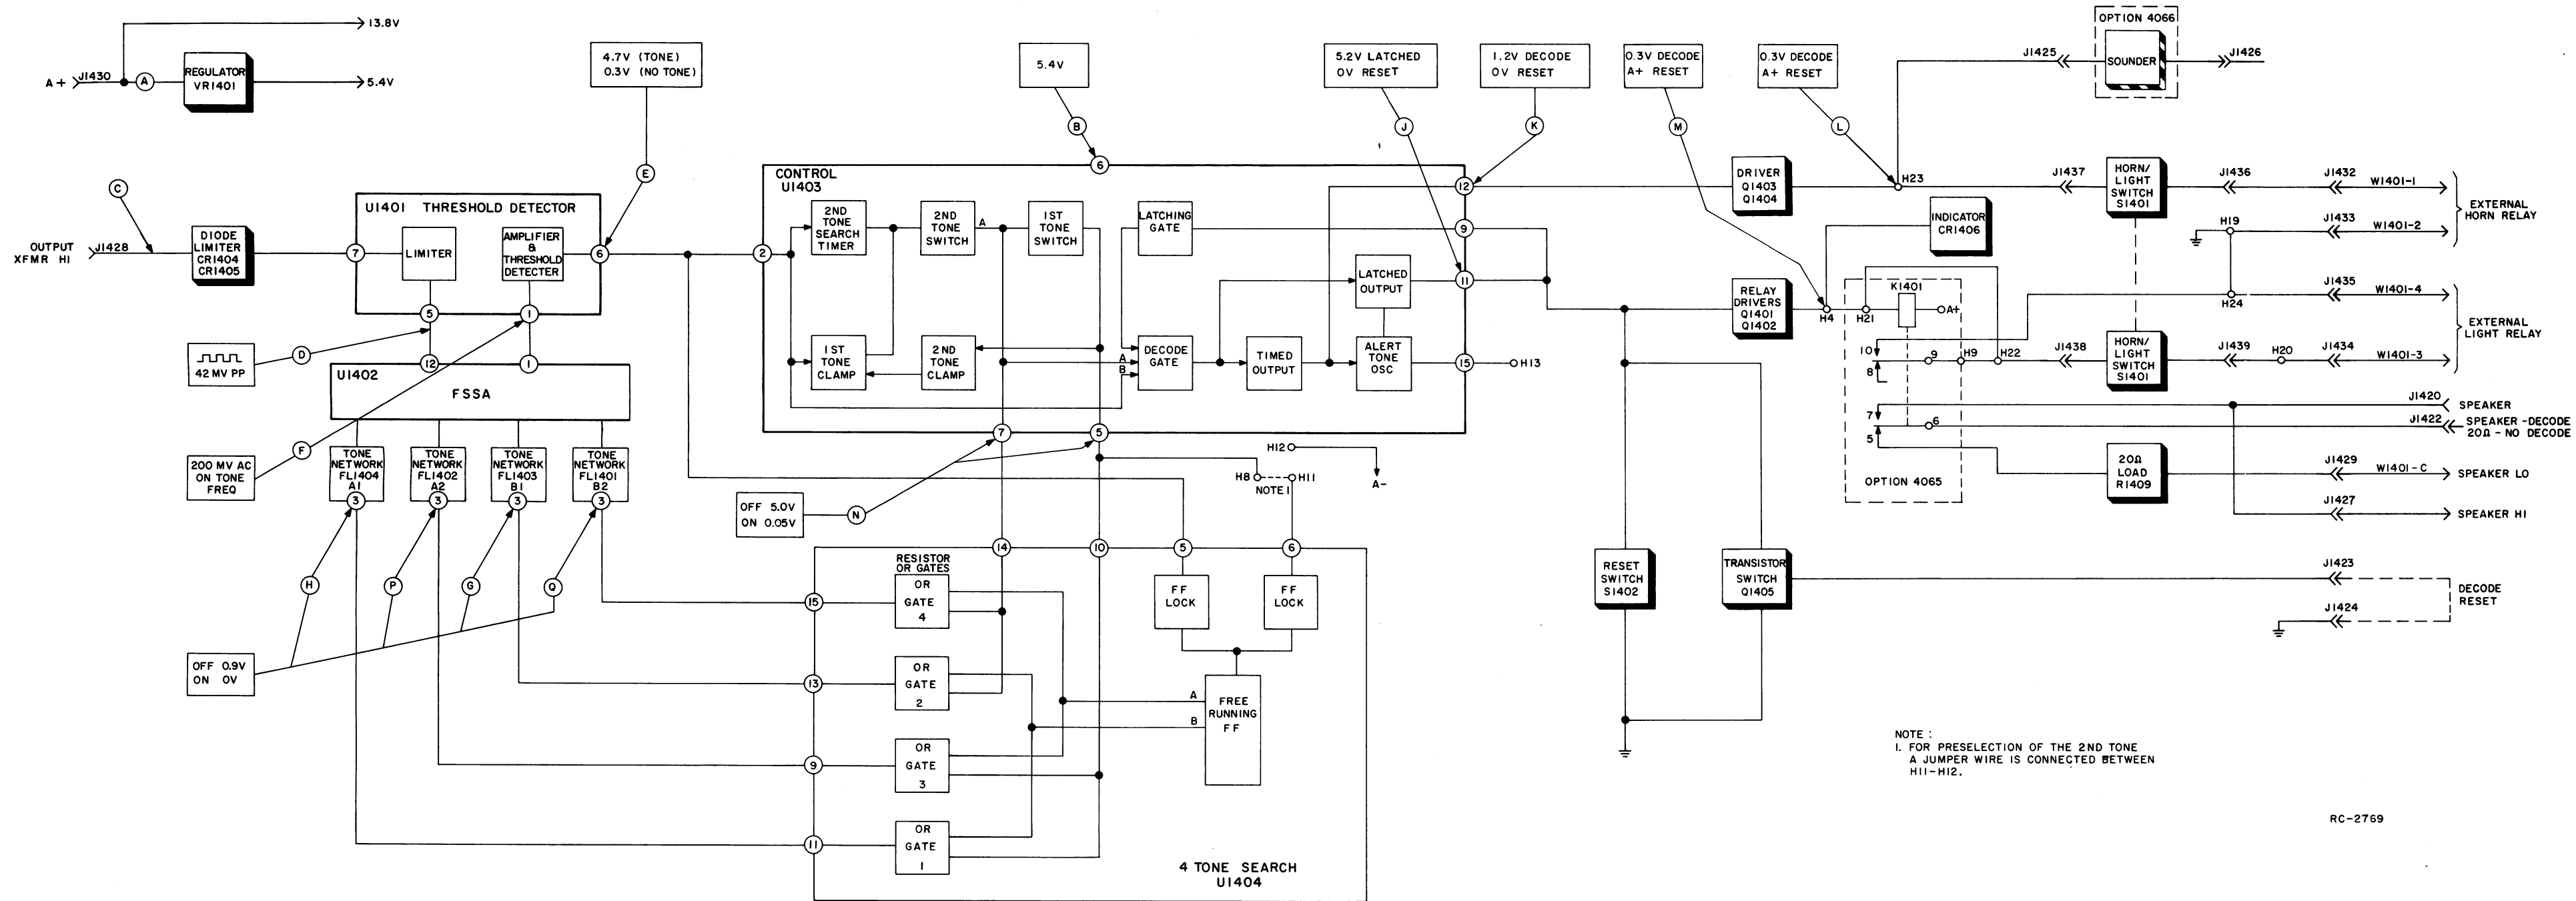 A+
J1430
A
REGULATOR
VR1401
13.8V
5.4V
4.7V (TONE)
0.3V (NO TONE)
E
5.4V
B
5.2V LATCHED
0V RESET
J
1.2V DECODE
0V RESET
K
0.3V DECODE
A+ RESET
M
0.3V DECODE
A+ RESET
L
OPTION 4066
SOUNDER
J1425
J1426
C
OUTPUT
XFMR HI
J1428
DIODE
LIMITER
CR1404
CR1405
U1401 THRESHOLD DETECTOR
7
LIMITER
AMPLIFIER
&
THRESHOLD
DETECTER
6
5
1
42 MV PP
D
12
1
U1402
FSSA
200 MV AC
ON TONE
FREQ
F
TONE
NETWORK
FL1404
A1
3
TONE
NETWORK
FL1402
A2
3
TONE
NETWORK
FL1403
B1
3
TONE
NETWORK
FL1401
B2
3
H
P
G
Q
OFF 0.9V
ON 0V
CONTROL
U1403
6
2
2ND
TONE
SEARCH
TIMER
2ND
TONE
SWITCH
A
1ST
TONE
SWITCH
LATCHING
GATE
LATCHED
OUTPUT
1ST
TONE
CLAMP
2ND
TONE
CLAMP
A
B
DECODE
GATE
TIMED
OUTPUT
ALERT
TONE
OSC
12
9
11
15
H13
7
5
OFF 5.0V
ON 0.05V
N
H12
A-
H8
H11
NOTE 1
14
10
5
6
RESISTOR
OR GATES
OR
GATE
4
OR
GATE
2
OR
GATE
3
OR
GATE
1
15
13
9
11
FF
LOCK
FF
LOCK
A
B
FREE
RUNNING
FF
4 TONE SEARCH
U1404
DRIVER
Q1403
Q1404
H23
J1437
HORN/
LIGHT
SWITCH
S1401
J1436
J1432
W1401-1
H19
J1433
W1401-2
EXTERNAL
HORN RELAY
INDICATOR
CR1406
RELAY
DRIVERS
Q1401
Q1402
H4
H21
K1401
A+
H24
J1435
W1401-4
10
9
8
H9
H22
J1438
HORN/
LIGHT
SWITCH
S1401
J1439
H20
J1434
W1401-3
EXTERNAL
LIGHT RELAY
7
6
5
OPTION 4065
J1420
SPEAKER
J1422
SPEAKER-DECODE
20Ω-NO DECODE
20Ω
LOAD
R1409
J1429
W1401-C
SPEAKER LO
J1427
SPEAKER HI
RESET
SWITCH
S1402
TRANSISTOR
SWITCH
Q1405
J1423
J1424
DECODE
RESET
NOTE :
1. FOR PRESELECTION OF THE 2ND TONE
A JUMPER WIRE IS CONNECTED BETWEEN
H11-H12.
RC-2769